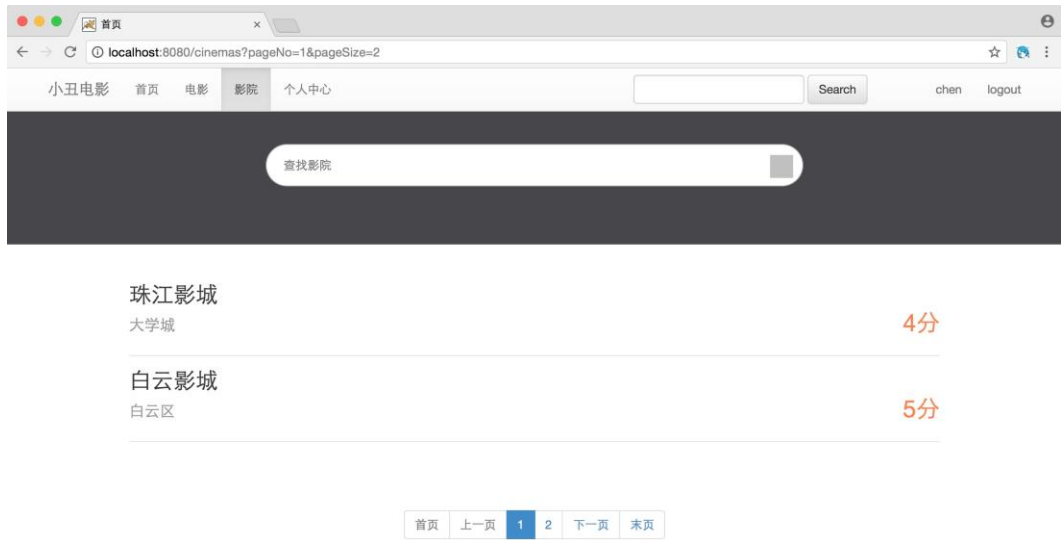 首页
localhost:8080/cinemas?pageNo=1&pageSize=2
小丑电影 首页 电影 影院 个人中心 Search chen logout
查找影院
珠江影城
大学城
4分
白云影城
白云区
5分
首页 上一页 1 2 下一页 末页